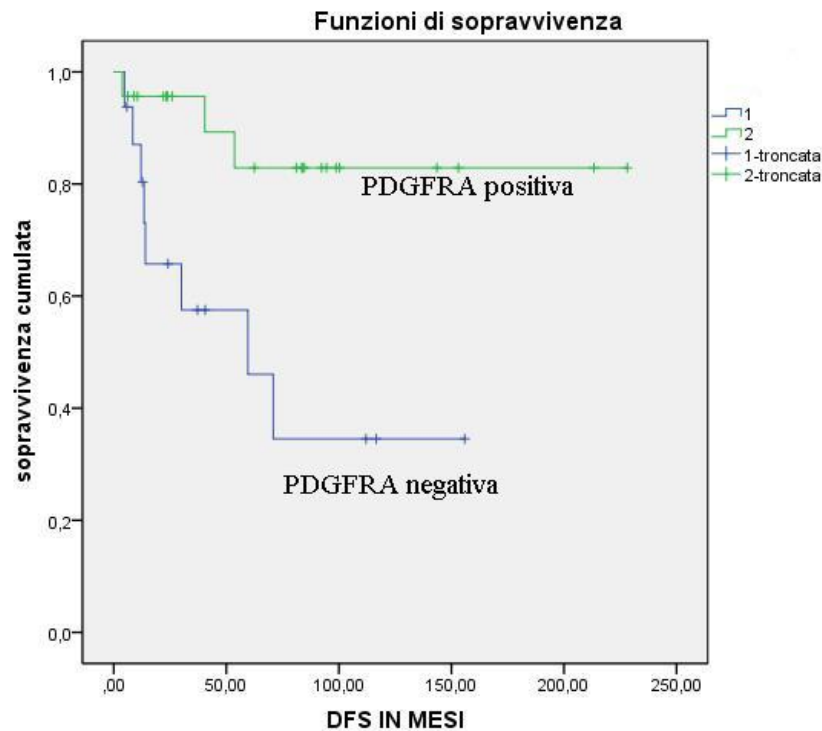 Funzioni di sopravvivenza
1,0
0,8
0,6
0,4
0,2
0,0
sopravvivenza cumulata
PDGFRA positiva
PDGFRA negativa
1
2
1-troncata
2-troncata
,00
50,00
100,00
150,00
200,00
250,00
DFS IN MESI